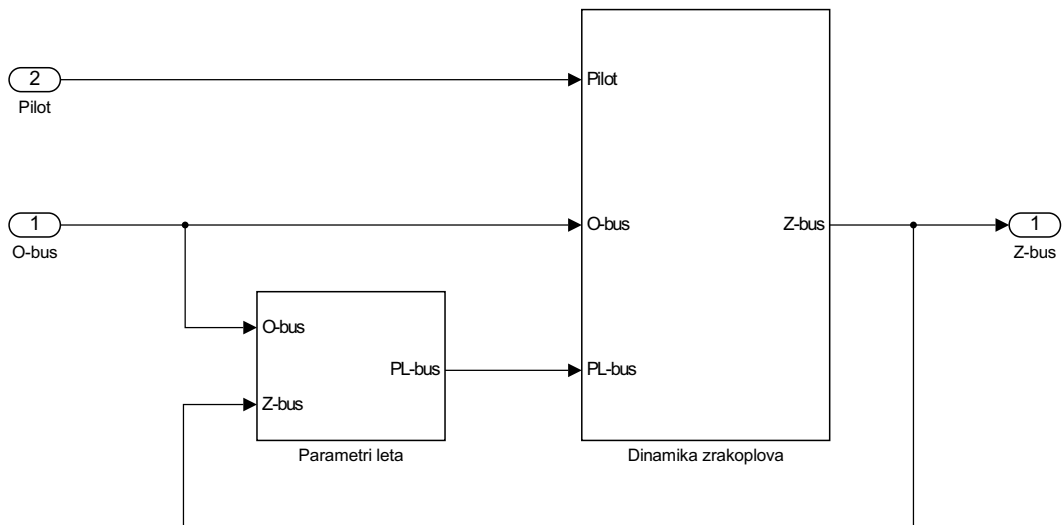 2
Pilot
Pilot
1
O-bus
O-bus
Z-bus
1
Z-bus
O-bus
PL-bus
Z-bus
Parametri leta
PL-bus
Dinamika zrakoplova